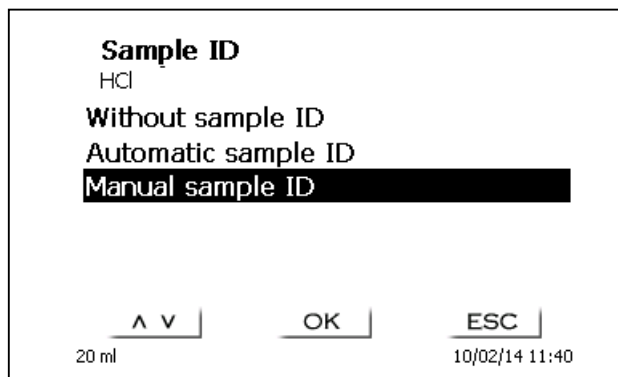 Sample ID
HCl
Without sample ID
Automatic sample ID
Manual sample ID
∧ ∨ OK ESC
20 ml 10/02/14 11:40